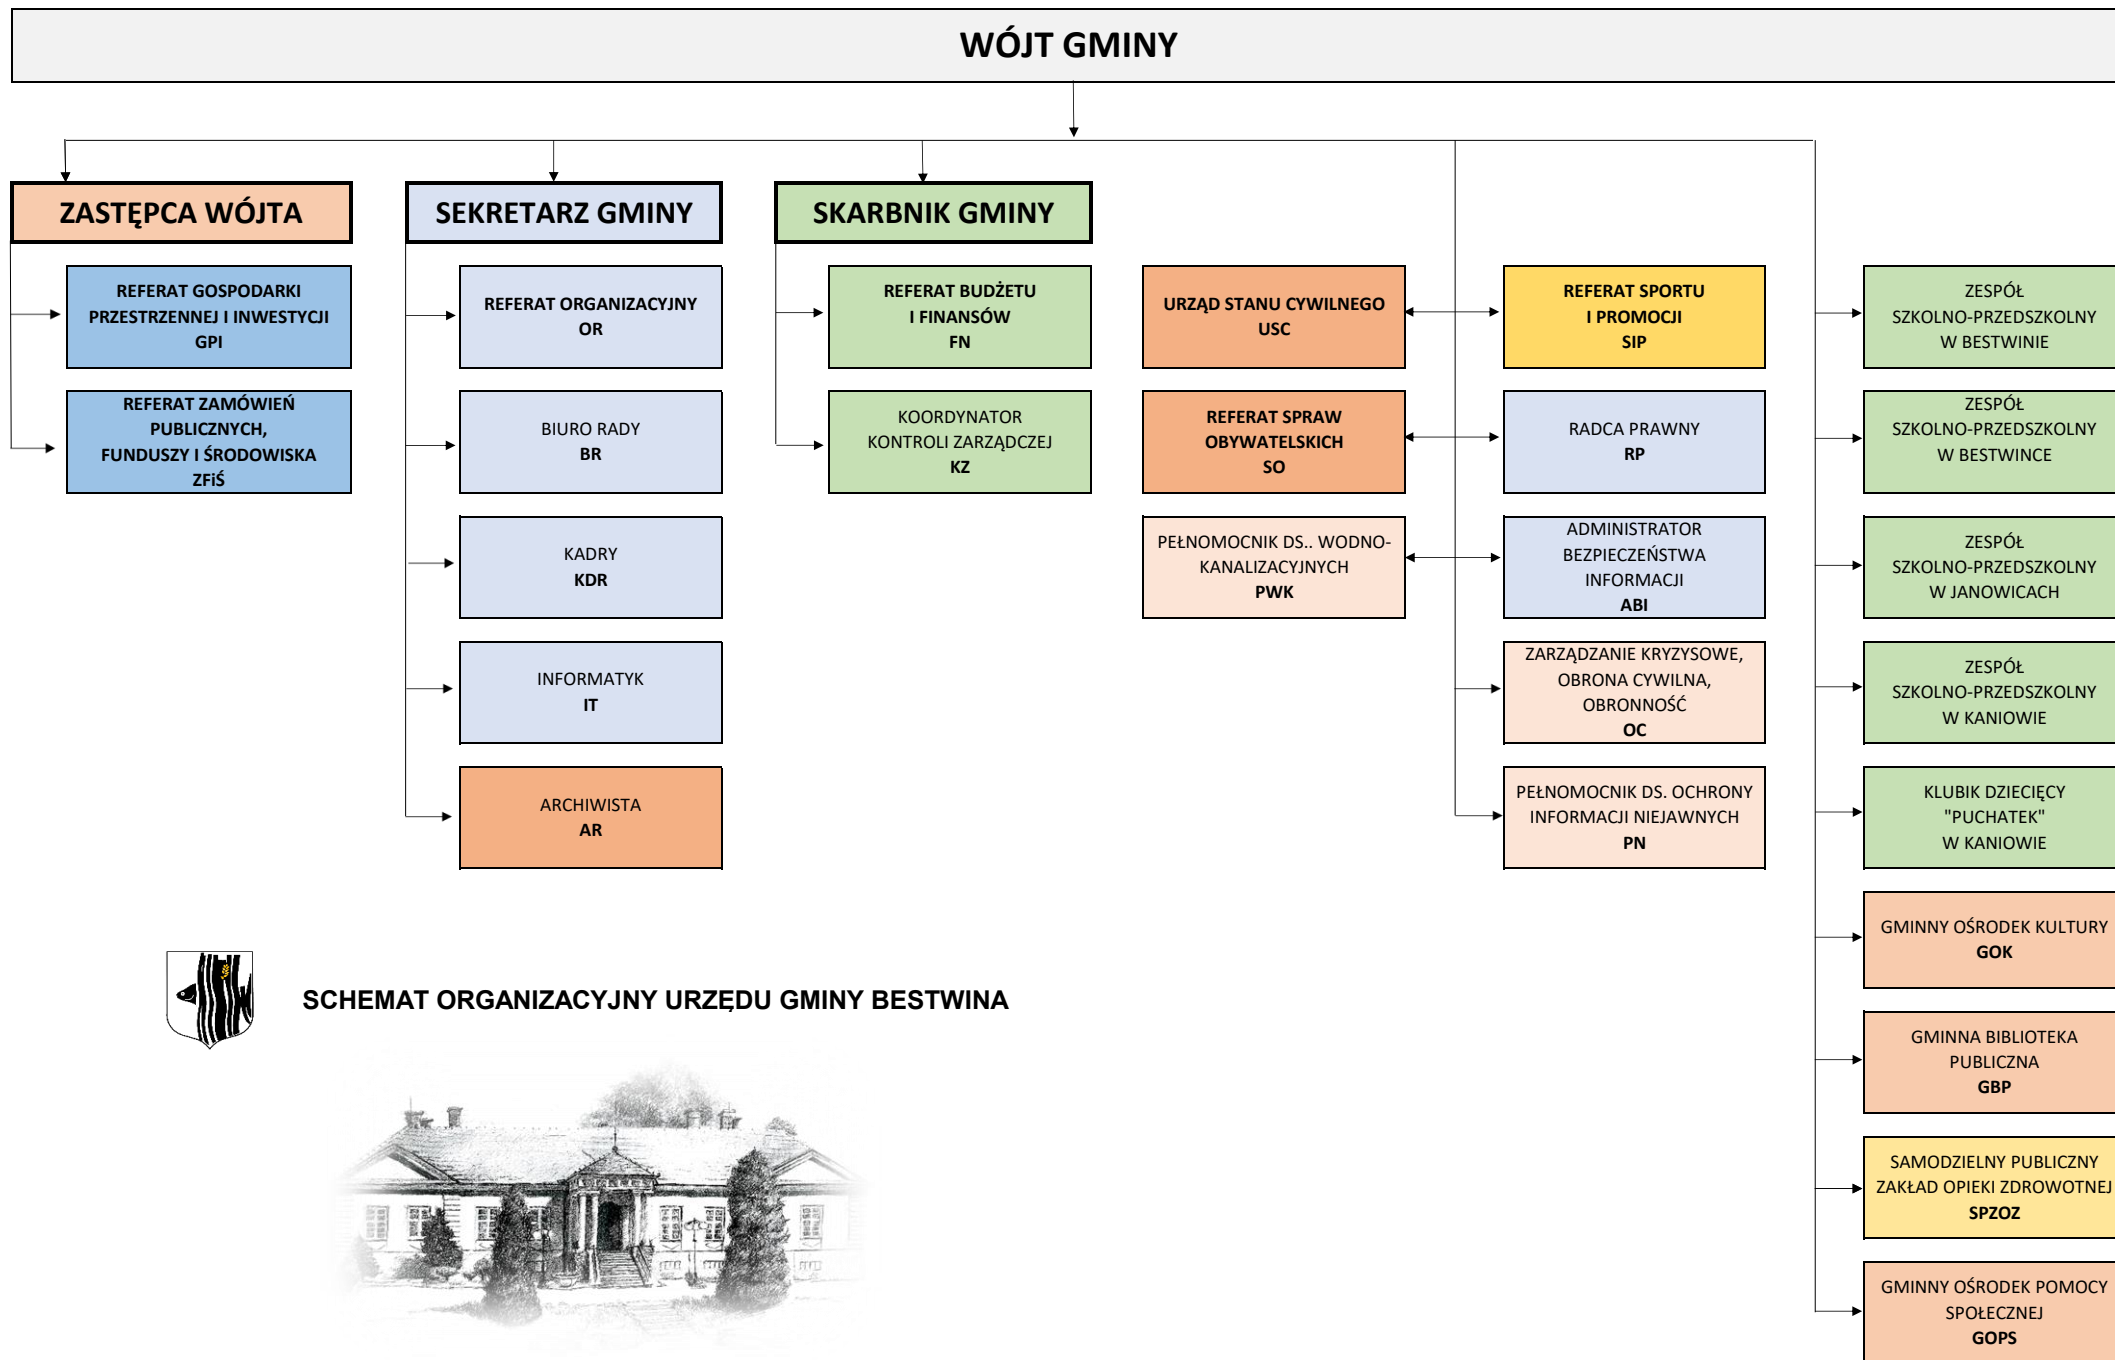 WÓJT GMINY
ZASTĘPCA WÓJTA
REFERAT GOSPODARKI
PRZESTRZENNEJ I INWESTYCJI
GPI
REFERAT ZAMÓWIEŃ
PUBLICZNYCH,
FUNDUSZY I ŚRODOWISKA
ZFiŚ
SEKRETARZ GMINY
REFERAT ORGANIZACYJNY
OR
BIURO RADY
BR
KADRY
KDR
INFORMATYK
IT
ARCHIWISTA
AR
SKARBNIK GMINY
REFERAT BUDŻETU
I FINANSÓW
FN
KOORDYNATOR
KONTROLI ZARZĄDCZEJ
KZ
URZĄD STANU CYWILNEGO
USC
REFERAT SPRAW
OBYWATELSKICH
SO
PEŁNOMOCNIK DS.. WODNO-
KANALIZACYJNYCH
PWK
REFERAT SPORTU
I PROMOCJI
SIP
RADCA PRAWNY
RP
ADMINISTRATOR
BEZPIECZEŃSTWA
INFORMACJI
ABI
ZARZĄDZANIE KRYZYSOWE,
OBRONA CYWILNA,
OBRONNOŚĆ
OC
PEŁNOMOCNIK DS. OCHRONY
INFORMACJI NIEJAWNYCH
PN
ZESPÓŁ
SZKOLNO-PRZEDSZKOLNY
W BESTWINIE
ZESPÓŁ
SZKOLNO-PRZEDSZKOLNY
W BESTWINCE
ZESPÓŁ
SZKOLNO-PRZEDSZKOLNY
W JANOWICACH
ZESPÓŁ
SZKOLNO-PRZEDSZKOLNY
W KANIOWIE
KLUBIK DZIECIĘCY
"PUCHATEK"
W KANIOWIE
GMINNY OŚRODEK KULTURY
GOK
GMINNA BIBLIOTEKA
PUBLICZNA
GBP
SAMODZIELNY PUBLICZNY
ZAKŁAD OPIEKI ZDROWOTNEJ
SPZOZ
GMINNY OŚRODEK POMOCY
SPOŁECZNEJ
GOPS
SCHEMAT ORGANIZACYJNY URZĘDU GMINY BESTWINA